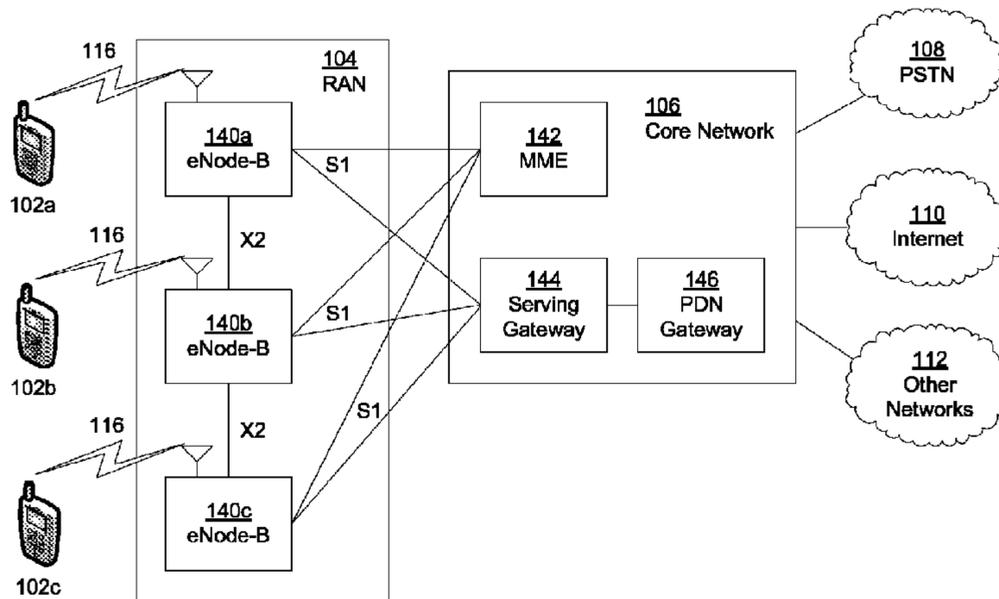 116
102a
116
102b
116
102c
104
RAN
140a
eNode-B
X2
140b
eNode-B
X2
140c
eNode-B
S1
S1
S1
106
Core Network
142
MME
144
Serving
Gateway
146
PDN
Gateway
108
PSTN
110
Internet
112
Other
Networks